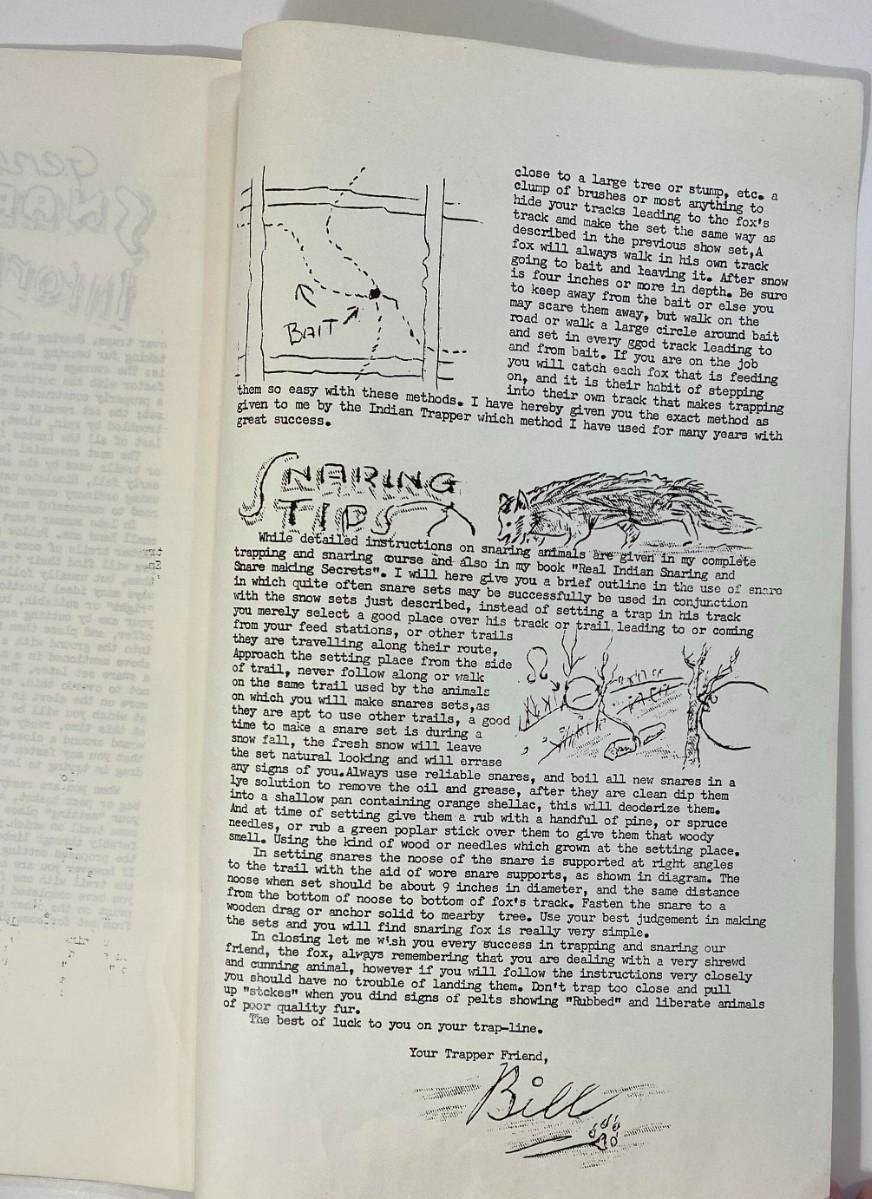 BAIT
close to a large tree or stump, etc. a
clump of brushes or most anything to
hide your tracks leading to the fox's
track amd make the set the same way as
described in the previous show set,A
fox will always walk in his own track
going to bait and leaving it. After snow
is four inches or more in depth. Be sure
to keep away from the bait or else you
may scare them away, but walk on the
road or walk a large circle around bait
and set in every ggod track leading to
and from bait. If you are on the job
you will catch each fox that is feeding
on, and it is their habit of stepping
into their own track that makes trapping
them so easy with these methods. I have hereby given you the exact method as
given to me by the Indian Trapper which method I have used for many years with
great success.
SNARING
TIPS
While detailed instructions on snaring animals are given in my complete
trapping and snaring course and also in my book "Real Indian Snaring and
Snare making Secrets". I will here give you a brief outline in the use of snare
in which quite often snare sets may be successfully be used in conjunction
with the snow sets just described, instead of setting a trap in his track
you merely select a good place over his track or trail leading to or coming
from your feed stations, or other trails
they are travelling along their route,
Approach the setting place from the side
of trail, never follow along or walk
on the same trail used by the animals
on which you will make snares sets,as
they are apt to use other trails, a good
time to make a snare set is during a
snow fall, the fresh snow will leave
the set natural looking and will errase
any signs of you.Always use reliable snares, and boil all new snares in a
lye solution to remove the oil and grease, after they are clean dip them
into a shallow pan containing orange shellac, this will deoderize them.
And at time of setting give them a rub with a handful of pine, or spruce
needles, or rub a green poplar stick over them to give them that woody
smell. Using the kind of wood or needles which grown at the setting place.
In setting snares the noose of the snare is supported at right angles
to the trail with the aid of wore snare supports, as shown in diagram. The
noose when set should be about 9 inches in diameter, and the same distance
from the bottom of noose to bottom of fox's track. Fasten the snare to a
wooden drag or anchor solid to mearby tree. Use your best judgement in making
the sets and you will find snaring fox is really very simple.
In closing let me wish you every success in trapping and snaring our
friend, the fox, always remembering that you are dealing with a very shrewd
and cunning animal, however if you will follow the instructions very closely
you should have no trouble of landing them. Don't trap too close and pull
up "stokes" when you dind signs of pelts showing "Rubbed" and liberate animals
of poor quality fur.
The best of luck to you on your trap-line.
Your Trapper Friend,
Bill